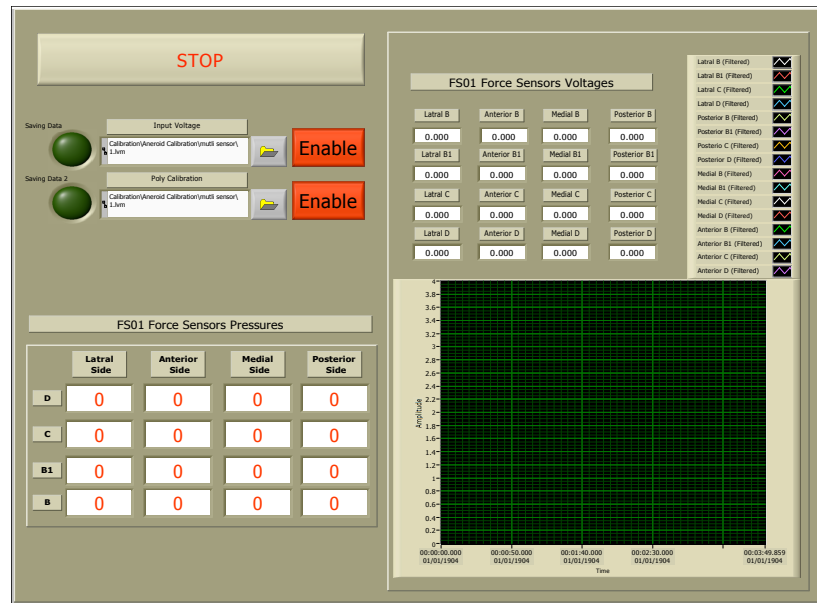 STOP
Saving Data
Input Voltage
Calibration\Aneroid Calibration\mutli sensor\
1.lvm
Enable
Saving Data 2
Poly Calibration
Calibration\Aneroid Calibration\mutli sensor\
1.lvm
Enable
FS01 Force Sensors Pressures
Latral Side Anterior Side Medial Side Posterior Side
D 0 0 0 0
C 0 0 0 0
B1 0 0 0 0
B 0 0 0 0
FS01 Force Sensors Voltages
Latral B Anterior B Medial B Posterior B
0.000 0.000 0.000 0.000
Latral B1 Anterior B1 Medial B1 Posterior B1
0.000 0.000 0.000 0.000
Latral C Anterior C Medial C Posterior C
0.000 0.000 0.000 0.000
Latral D Anterior D Medial D Posterior D
0.000 0.000 0.000 0.000
Latral B (Filtered)
Latral B1 (Filtered)
Latral C (Filtered)
Latral D (Filtered)
Posterior B (Filtered)
Posterior B1 (Filtered)
Posterio C (Filtered)
Posterior D (Filtered)
Medial B (Filtered)
Medial B1 (Filtered)
Medial C (Filtered)
Medial D (Filtered)
Anterior B (Filtered)
Anterior B1 (Filtered)
Anterior C (Filtered)
Anterior D (Filtered)
Amplitude
4
3.8
3.6
3.4
3.2
3
2.8
2.6
2.4
2.2
2
1.8
1.6
1.4
1.2
1
0.8
0.6
0.4
0.2
0
00:00:00.000 00:00:50.000 00:01:40.000 00:02:30.000 00:03:49.859
01/01/1904 01/01/1904 01/01/1904 01/01/1904 01/01/1904
Time